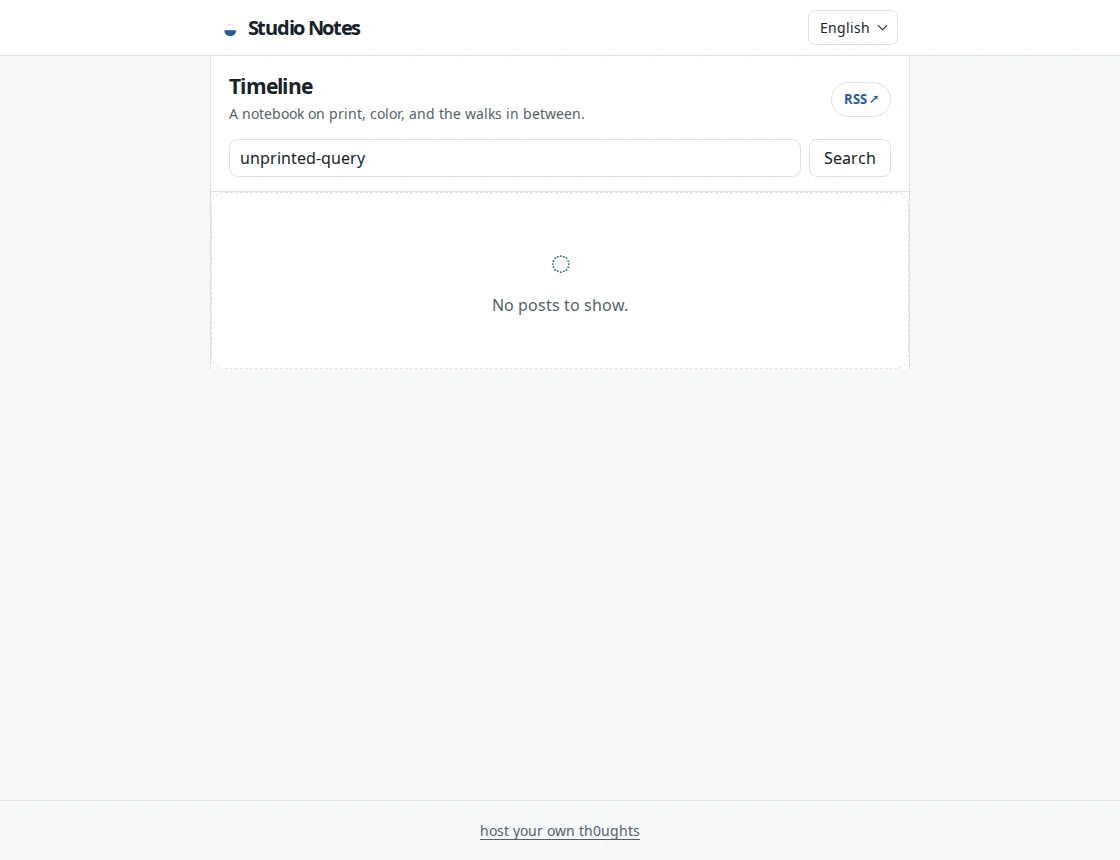 Studio Notes
English
Timeline
A notebook on print, color, and the walks in between.
RSS↗
unprinted-query
Search
No posts to show.
host your own th0ughts